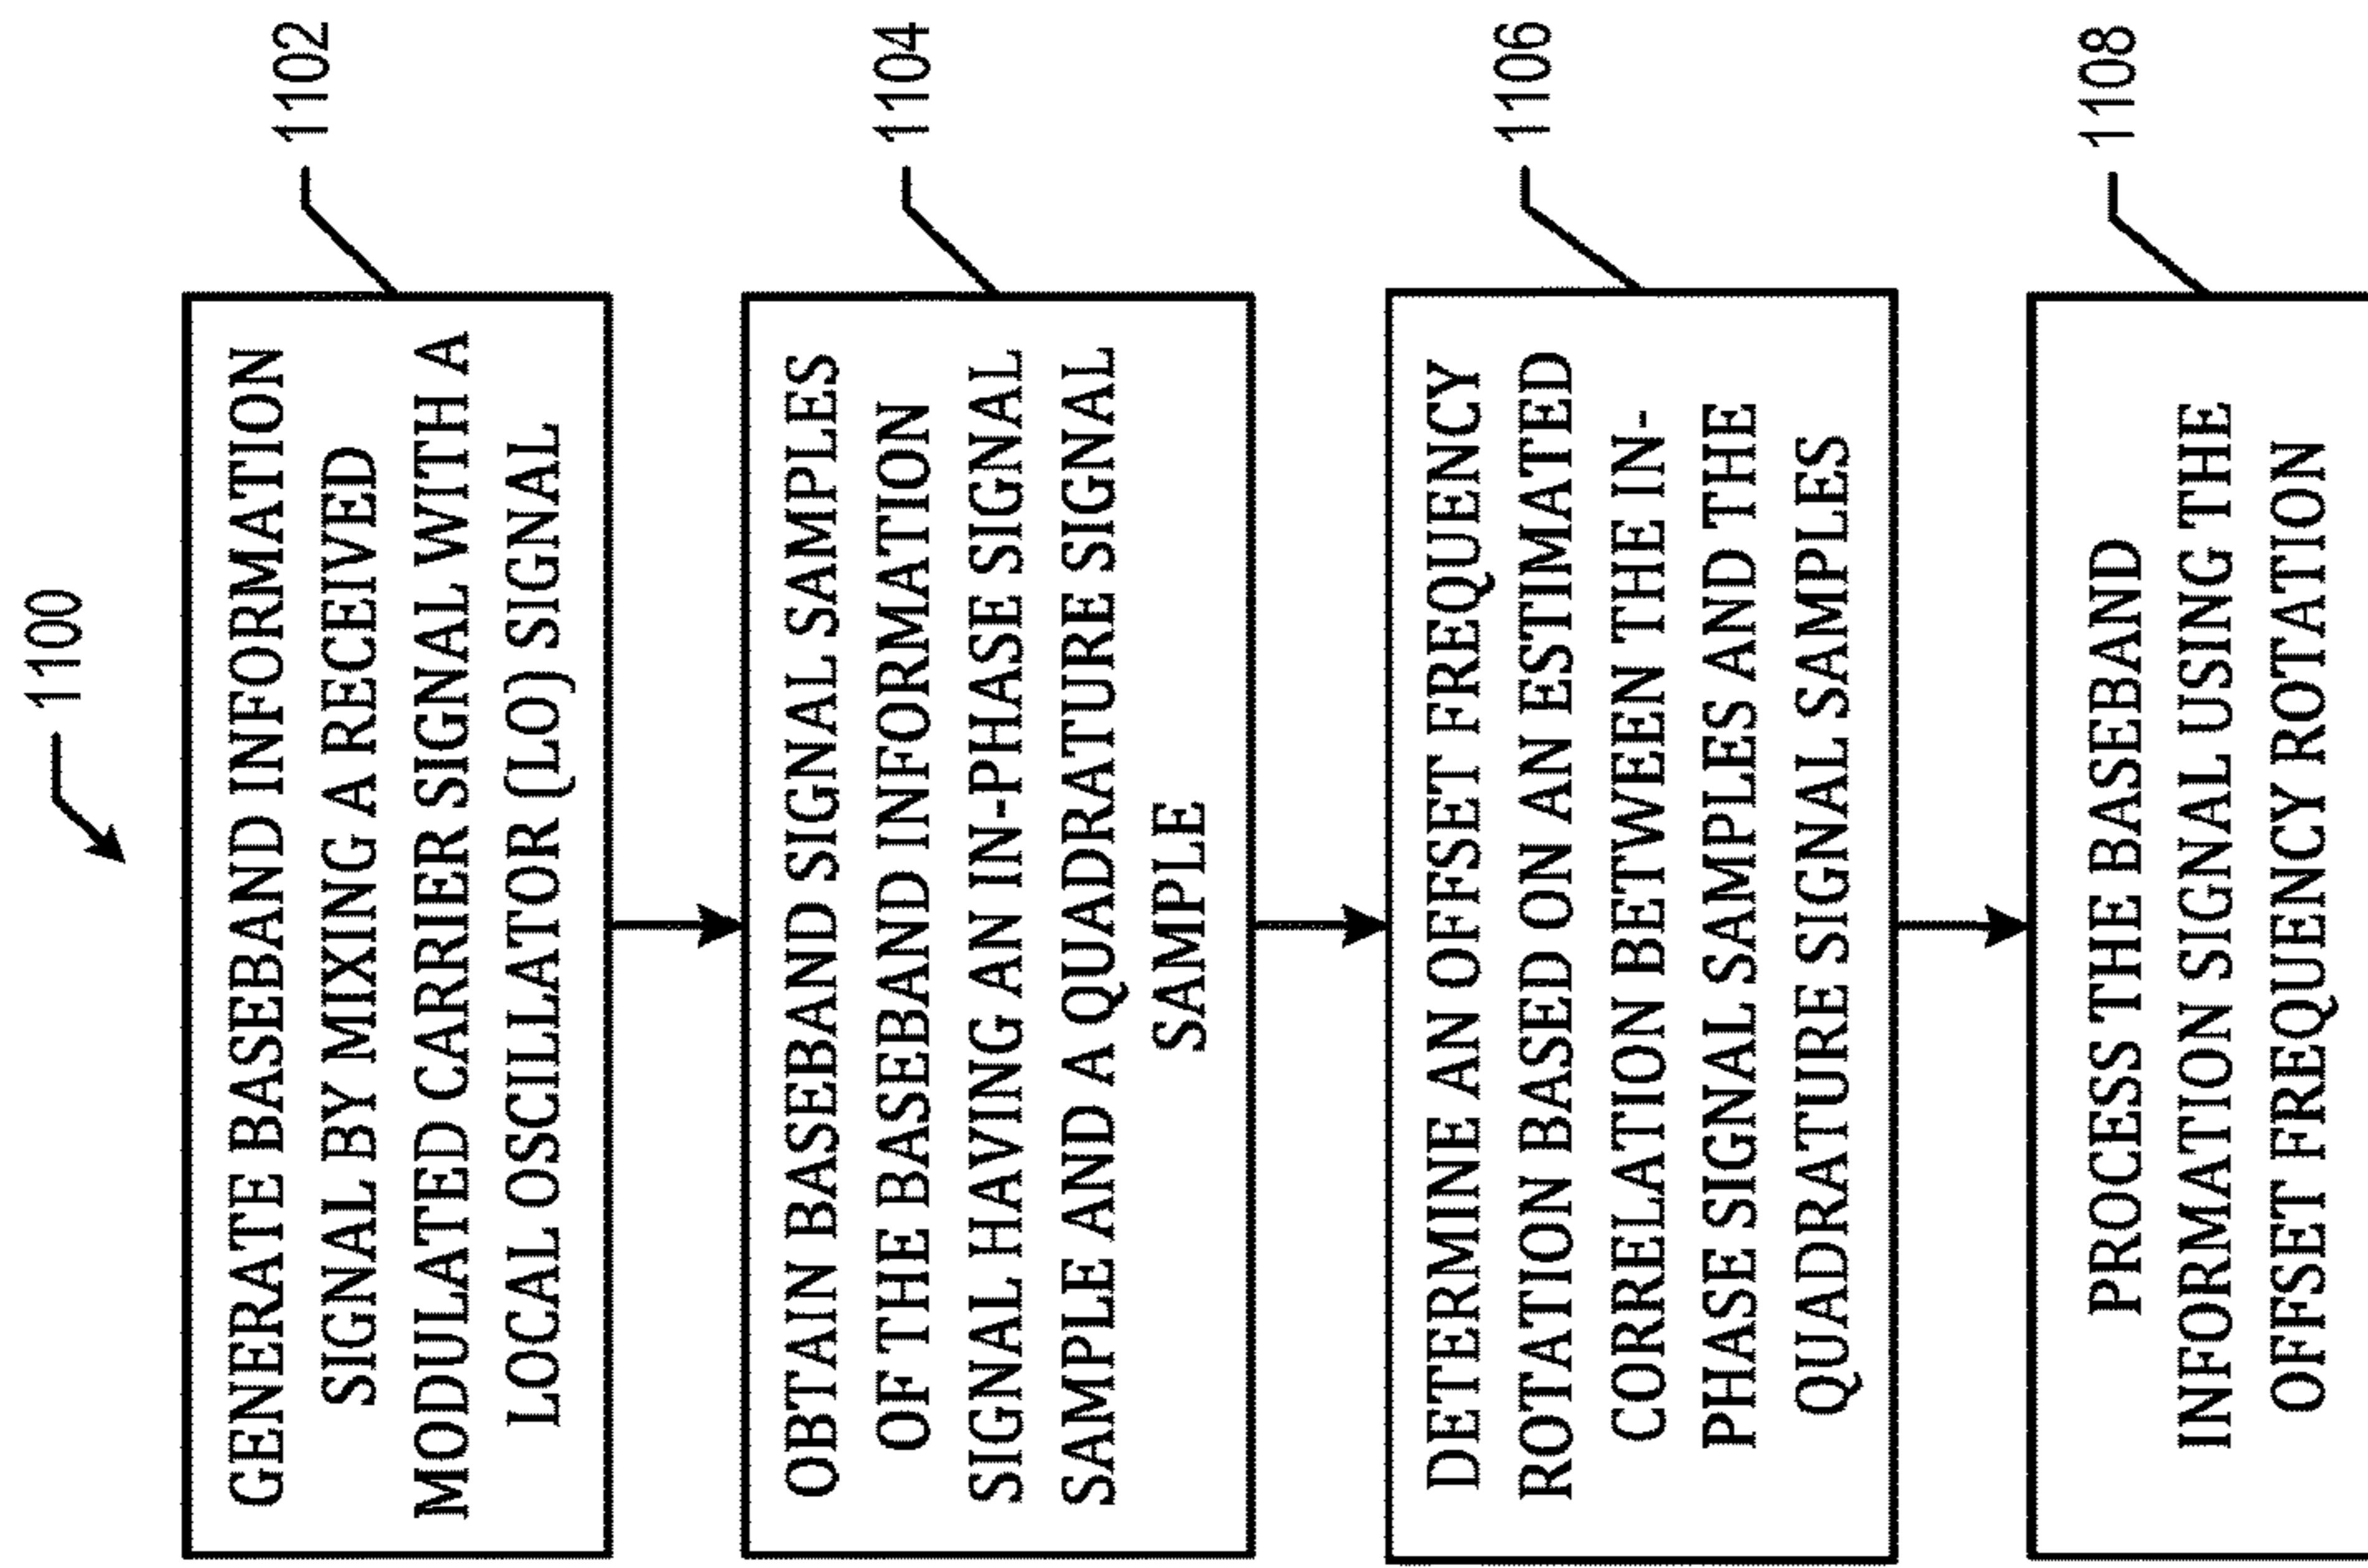 1100
GENERATE BASEBAND INFORMATION
SIGNAL BY MIXING A RECEIVED
MODULATED CARRIER SIGNAL WITH A
LOCAL OSCILLATOR (LO) SIGNAL
1102
OBTAIN BASEBAND SIGNAL SAMPLES
OF THE BASEBAND INFORMATION
SIGNAL HAVING AN IN-PHASE SIGNAL
SAMPLE AND A QUADRATURE SIGNAL
SAMPLE
1104
DETERMINE AN OFFSET FREQUENCY
ROTATION BASED ON AN ESTIMATED
CORRELATION BETWEEN THE IN-
PHASE SIGNAL SAMPLES AND THE
QUADRATURE SIGNAL SAMPLES
1106
PROCESS THE BASEBAND
INFORMATION SIGNAL USING THE
OFFSET FREQUENCY ROTATION
1108